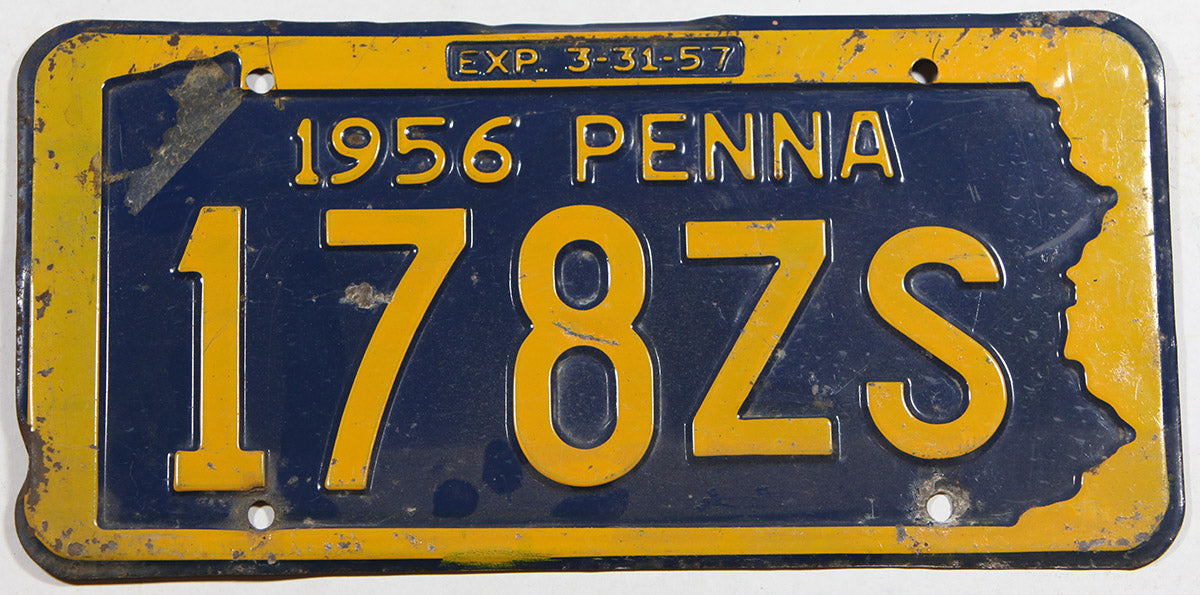 EXP. 3-31-57
1956 PENNA
178ZS